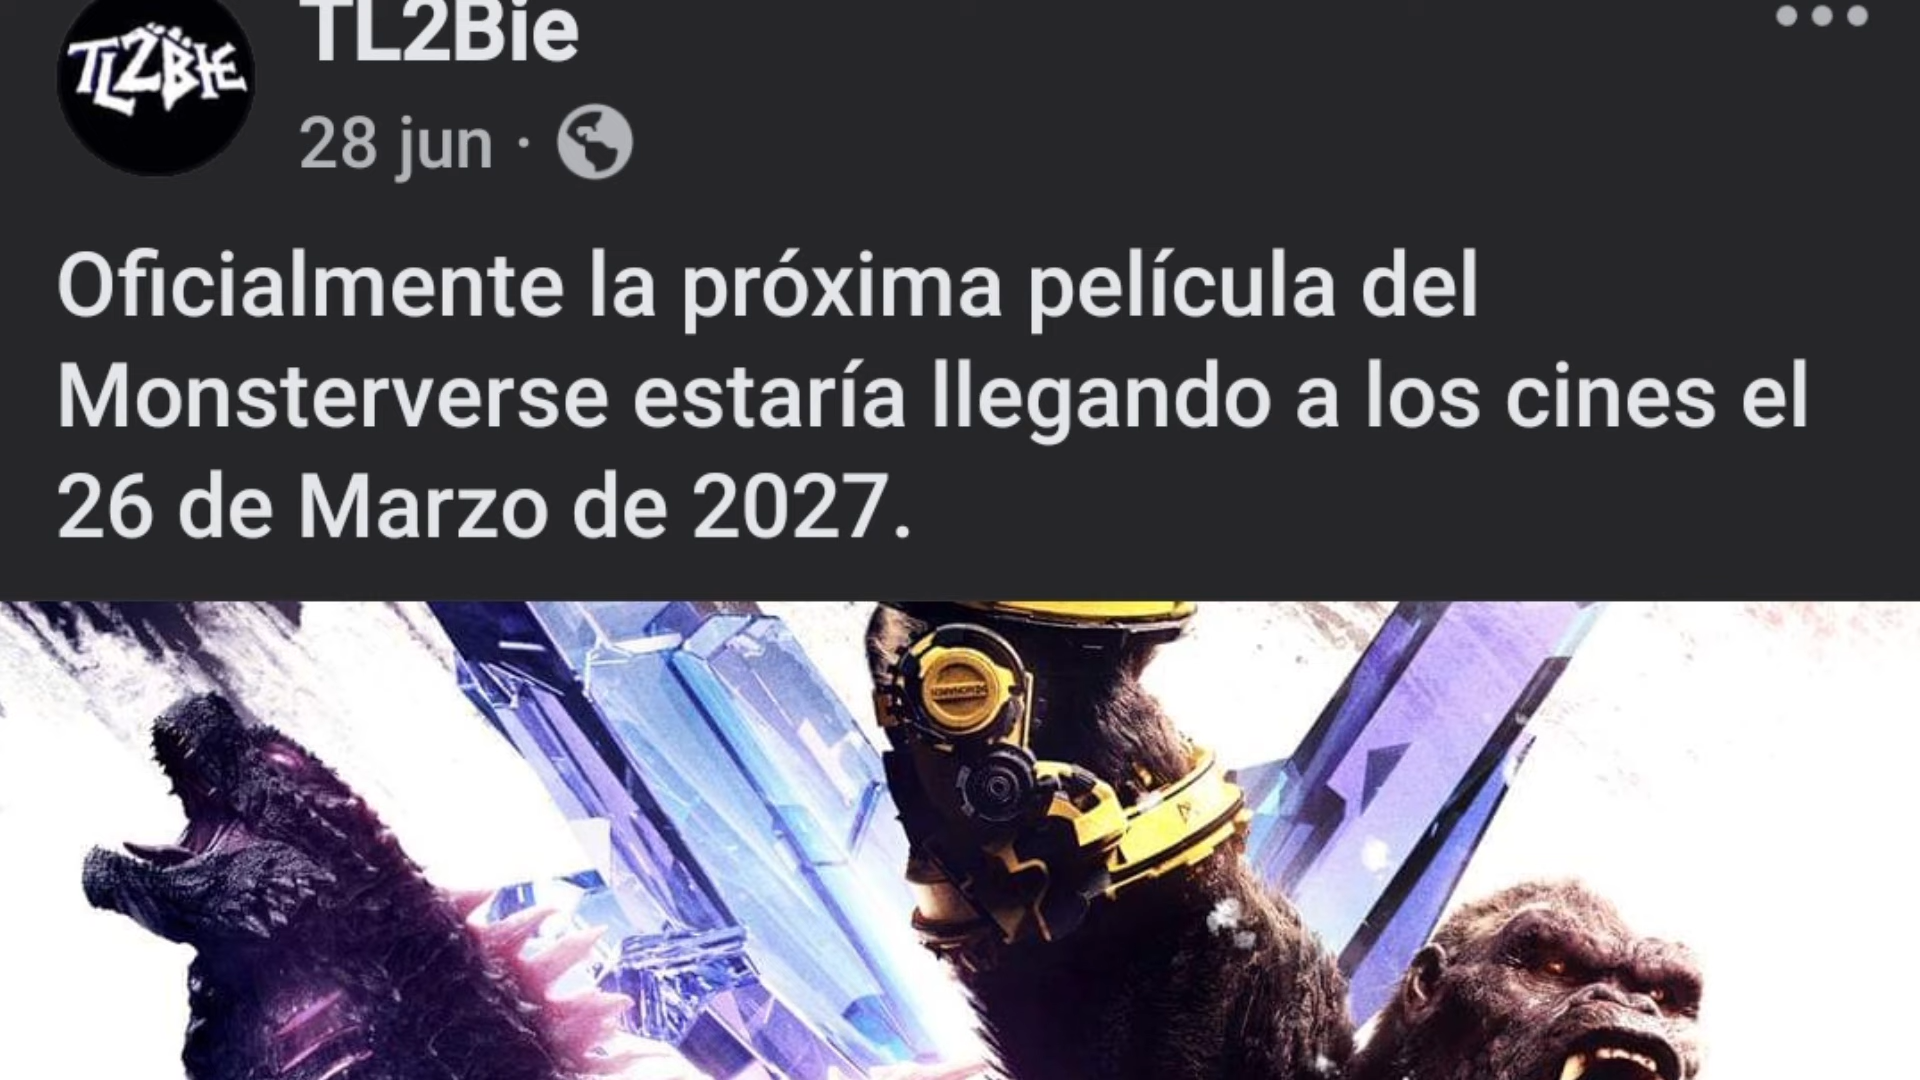 TL2BIE
TL2Bie
28 jun ·
Oficialmente la próxima película del
Monsterverse estaría llegando a los cines el
26 de Marzo de 2027.